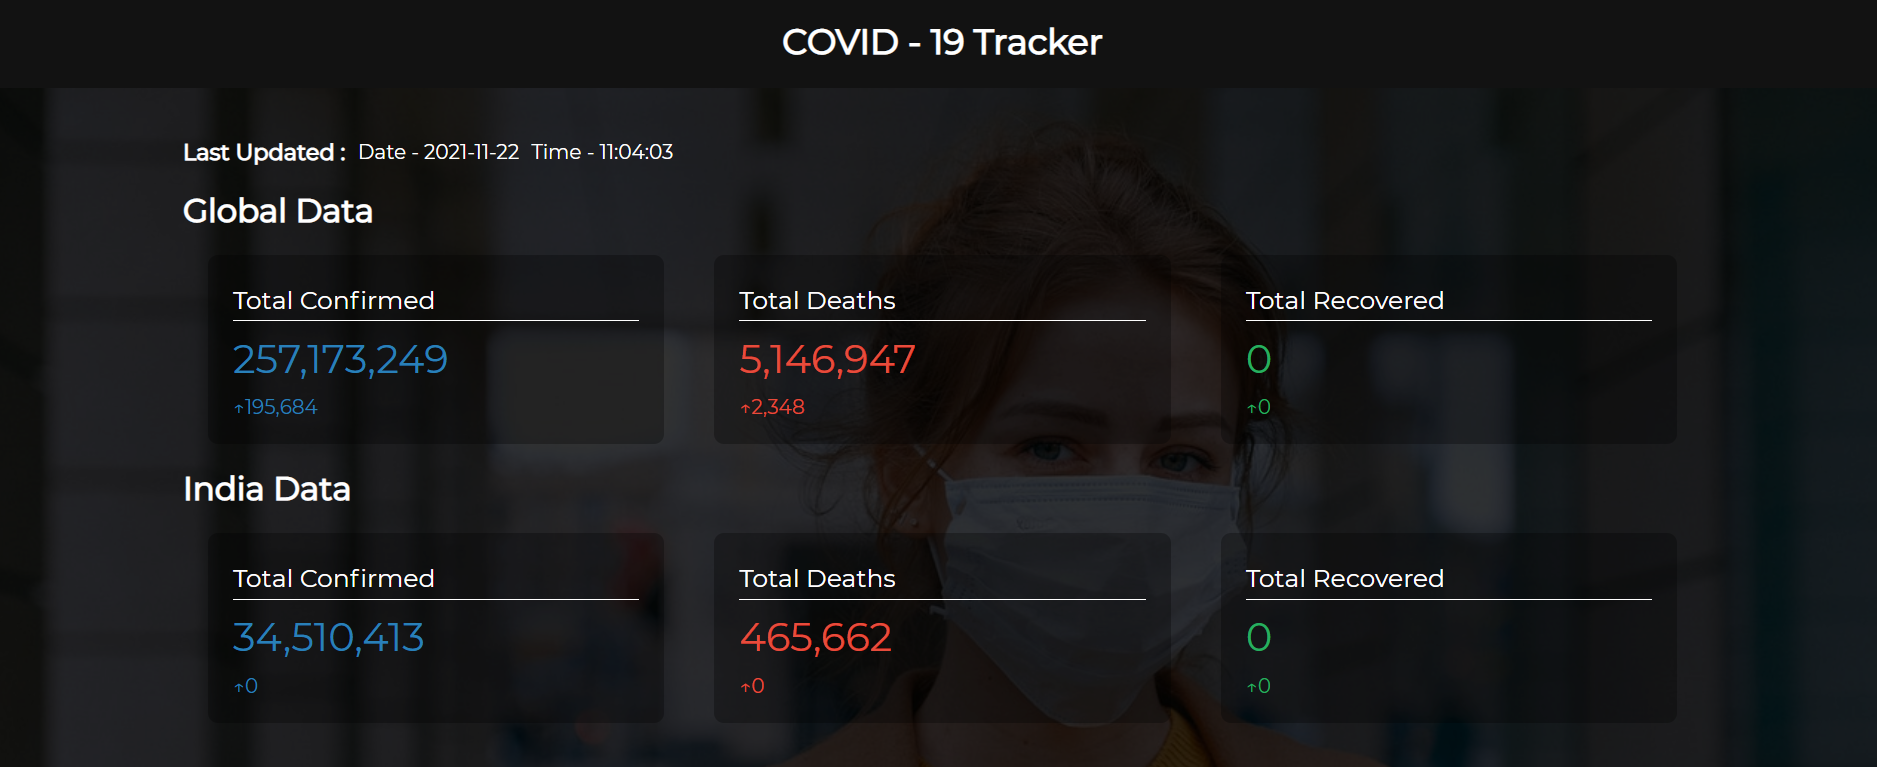 COVID - 19 Tracker
Last Updated : Date - 2021-11-22 Time - 11:04:03
Global Data
Total Confirmed
257,173,249
↑195,684
Total Deaths
5,146,947
↑2,348
Total Recovered
0
↑0
India Data
Total Confirmed
34,510,413
↑0
Total Deaths
465,662
↑0
Total Recovered
0
↑0